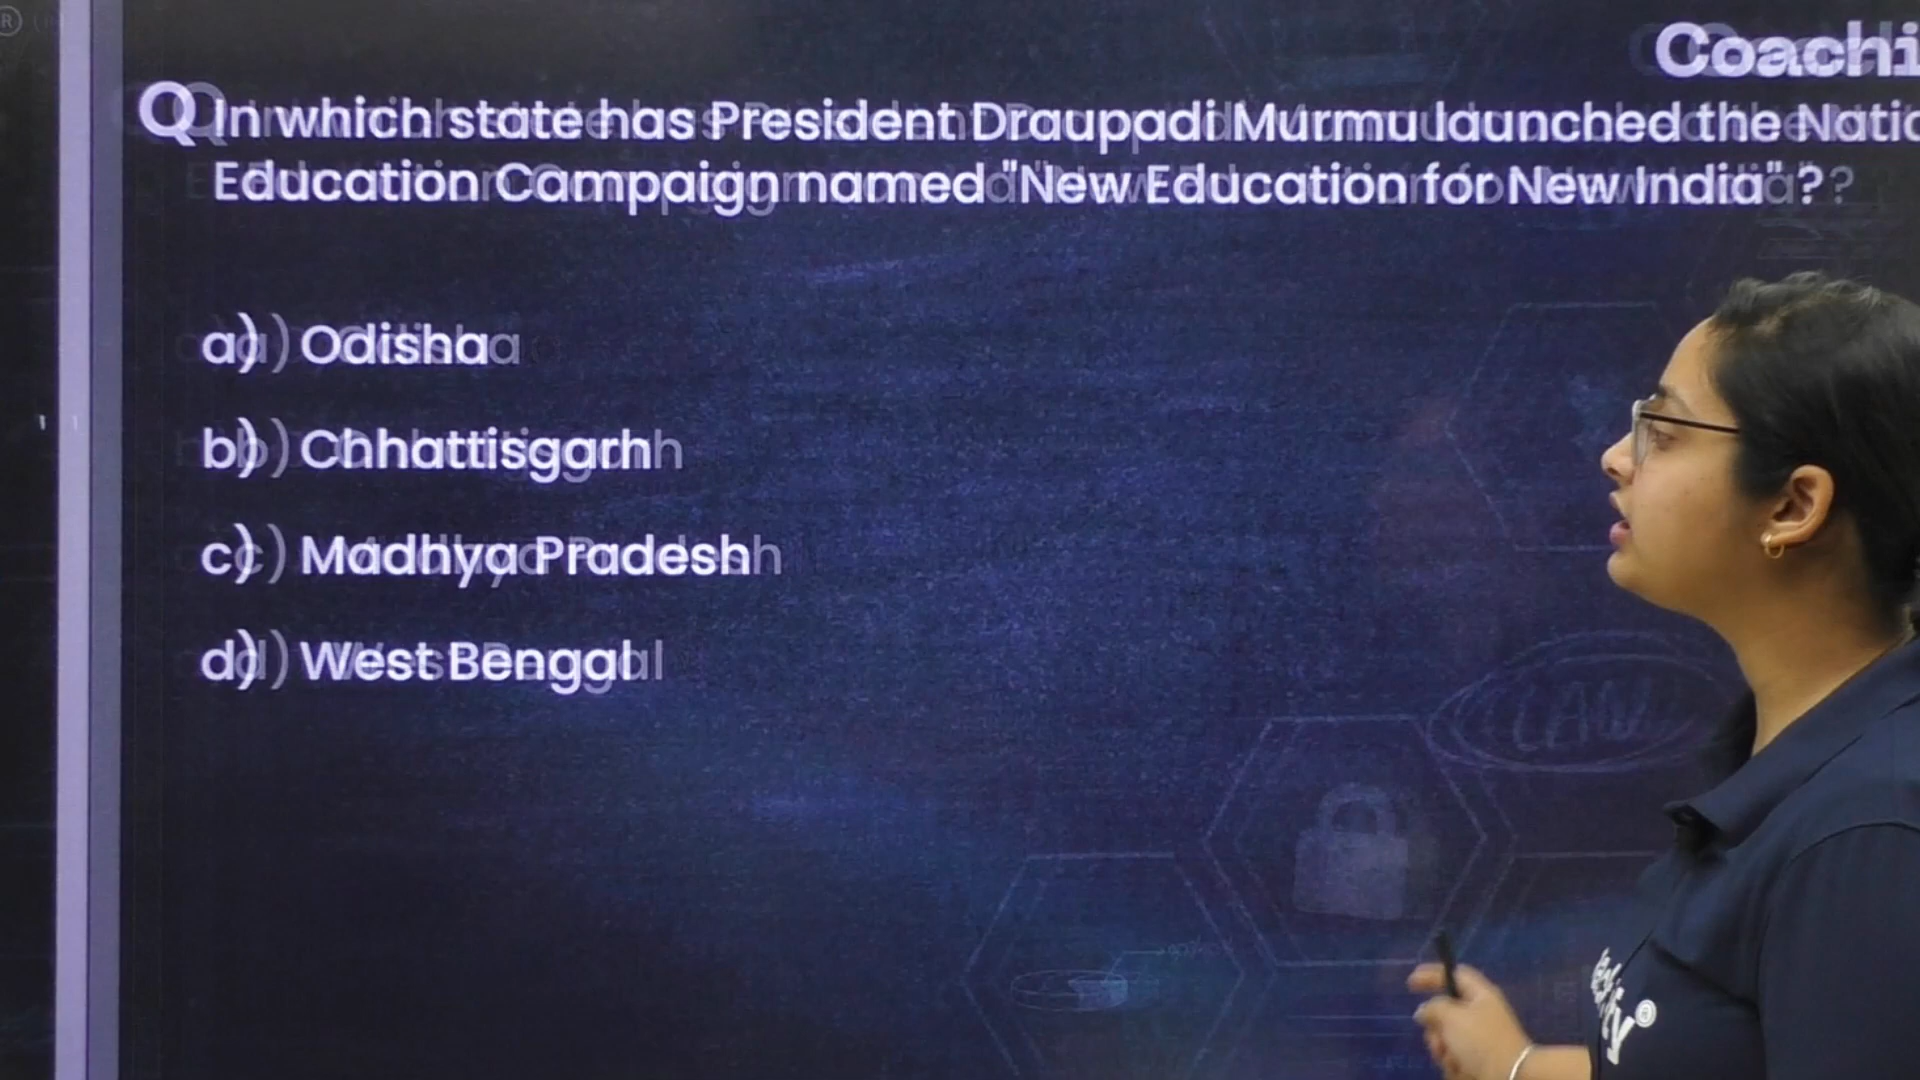 Coachi
Q In which state has President Draupadi Murmu launched the Natio
Education Campaign named "New Education for New India" ?
a) Odisha
b) Chhattisgarh
c) Madhya Pradesh
d) West Bengal